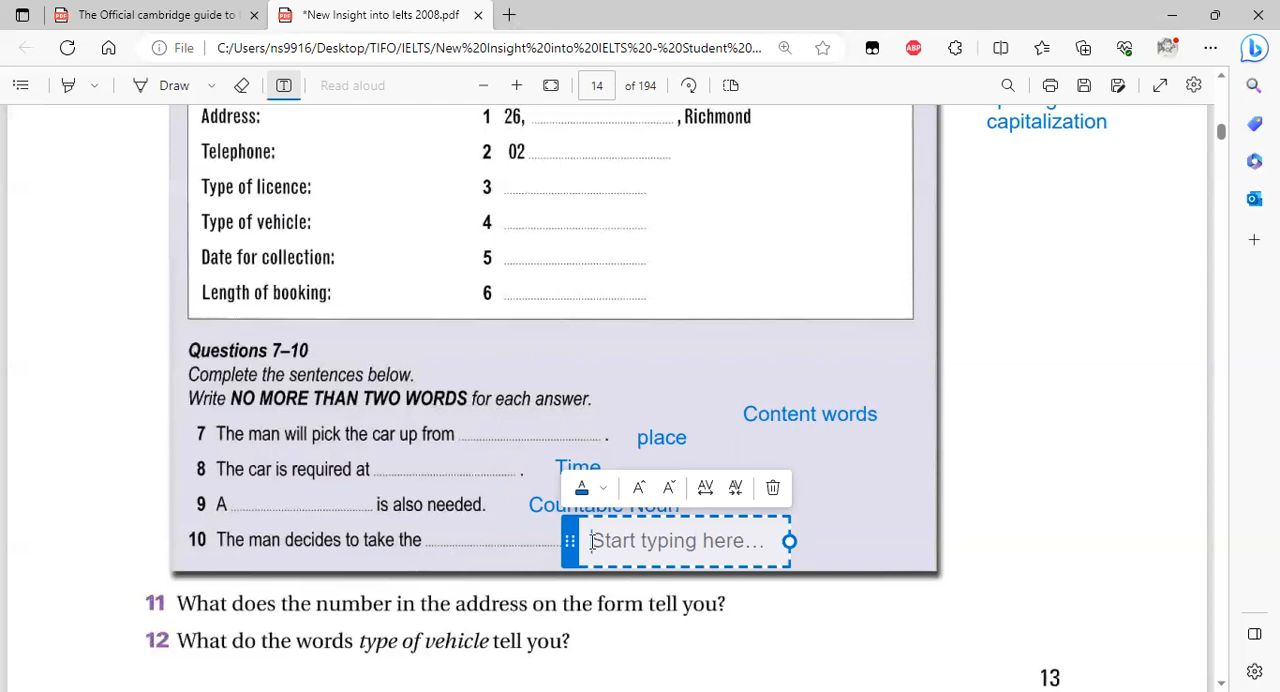 The Official cambridge guide to I
*New Insight into Ielts 2008.pdf
File
C:/Users/ns9916/Desktop/TIFO/IELTS/New%20Insight%20into%20IELTS%20-%20Student%20...
ABP
Draw
Read aloud
14 of 194
capitalization
Address: 1 26, , Richmond
Telephone: 2 02
Type of licence: 3
Type of vehicle: 4
Date for collection: 5
Length of booking: 6
Questions 7–10
Complete the sentences below.
Write NO MORE THAN TWO WORDS for each answer.
Content words
7 The man will pick the car up from . place
8 The car is required at . Time
9 A is also needed. Countable Noun
10 The man decides to take the
Start typing here...
11 What does the number in the address on the form tell you?
12 What do the words type of vehicle tell you?
13